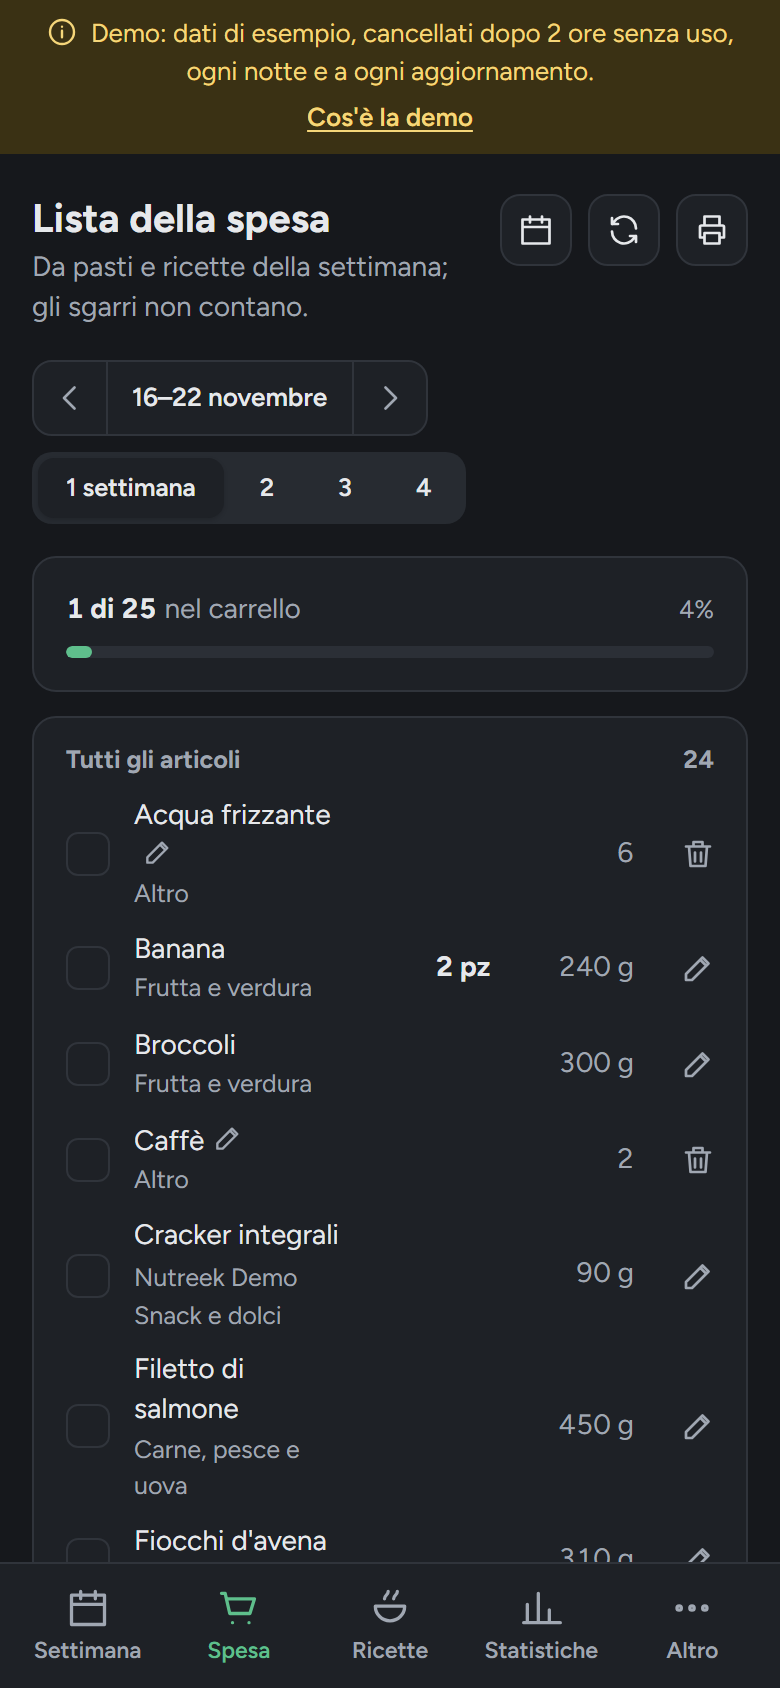 Demo: dati di esempio, cancellati dopo 2 ore senza uso,
ogni notte e a ogni aggiornamento.
Cos'è la demo
Lista della spesa
Da pasti e ricette della settimana;
gli sgarri non contano.
16–22 novembre
1 settimana 2 3 4
1 di 25 nel carrello 4%
Tutti gli articoli 24
Acqua frizzante
6
Altro
Banana
2 pz 240 g
Frutta e verdura
Broccoli
300 g
Frutta e verdura
Caffè
2
Altro
Cracker integrali
Nutreek Demo
90 g
Snack e dolci
Filetto di
salmone
450 g
Carne, pesce e
uova
Fiocchi d'avena
310 g
Settimana Spesa Ricette Statistiche Altro